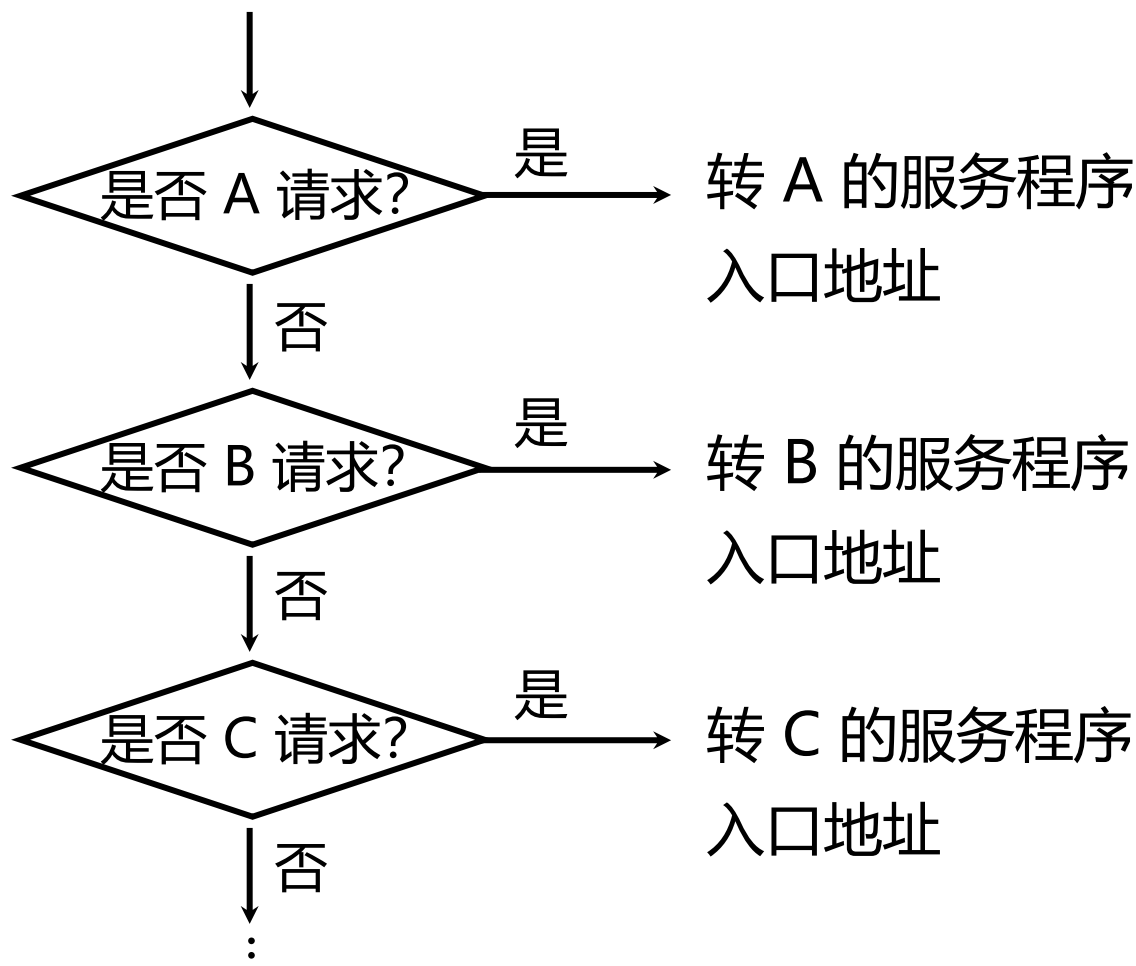 是
是否 A 请求?
转 A 的服务程序
入口地址
否
是
是否 B 请求?
转 B 的服务程序
入口地址
否
是
是否 C 请求?
转 C 的服务程序
入口地址
否
⋮